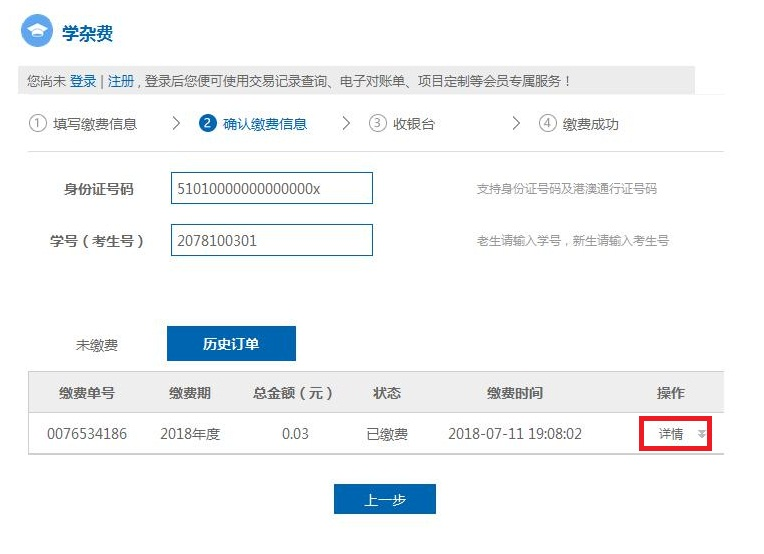 学杂费
您尚未 登录 | 注册 , 登录后您便可使用交易记录查询、电子对账单、项目定制等会员专属服务！
1 填写缴费信息 > 2 确认缴费信息 > 3 收银台 > 4 缴费成功
身份证号码 51010000000000000x 支持身份证号码及港澳通行证号码
学号（考生号） 2078100301 老生请输入学号，新生请输入考生号
未缴费 历史订单
缴费单号 缴费期 总金额（元） 状态 缴费时间 操作
0076534186 2018年度 0.03 已缴费 2018-07-11 19:08:02 详情
上一步